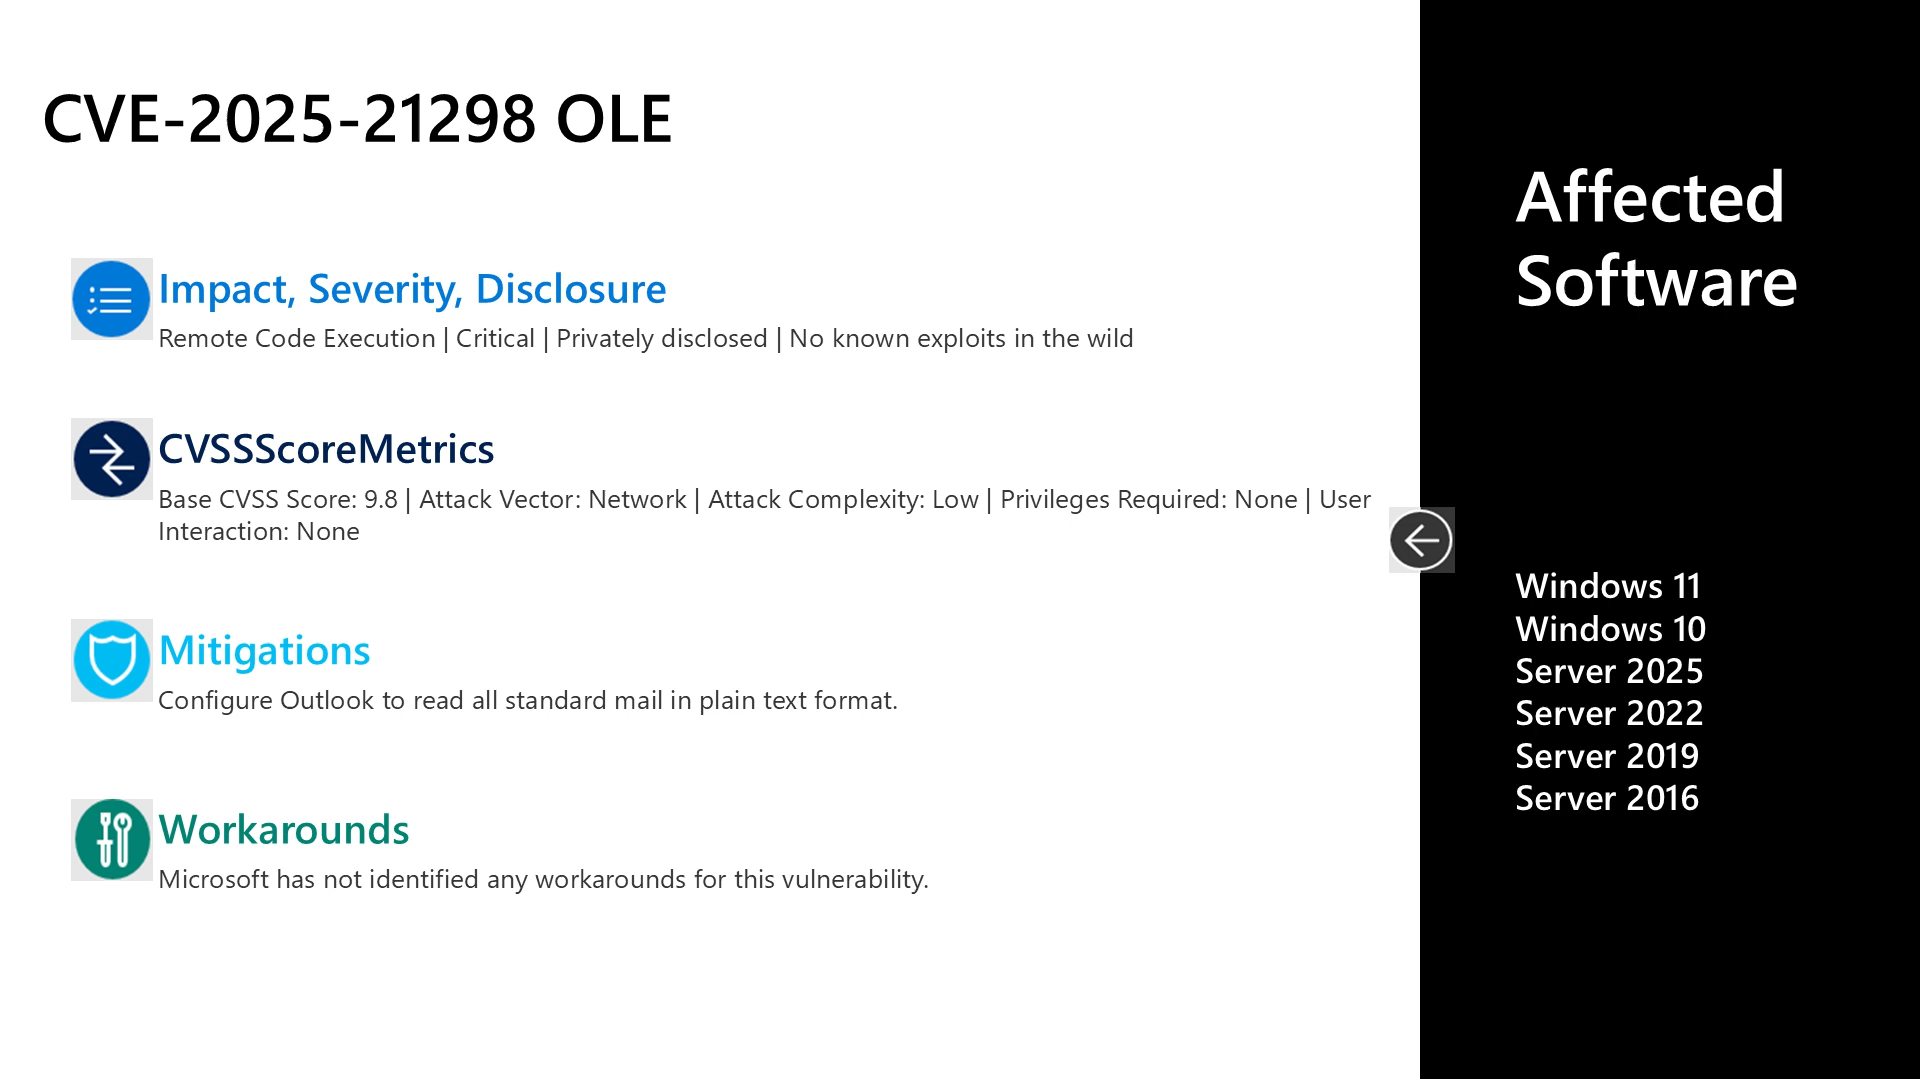 CVE-2025-21298 OLE
Impact, Severity, Disclosure
Remote Code Execution | Critical | Privately disclosed | No known exploits in the wild
CVSSScoreMetrics
Base CVSS Score: 9.8 | Attack Vector: Network | Attack Complexity: Low | Privileges Required: None | User
Interaction: None
Mitigations
Configure Outlook to read all standard mail in plain text format.
Workarounds
Microsoft has not identified any workarounds for this vulnerability.
Affected
Software
Windows 11
Windows 10
Server 2025
Server 2022
Server 2019
Server 2016